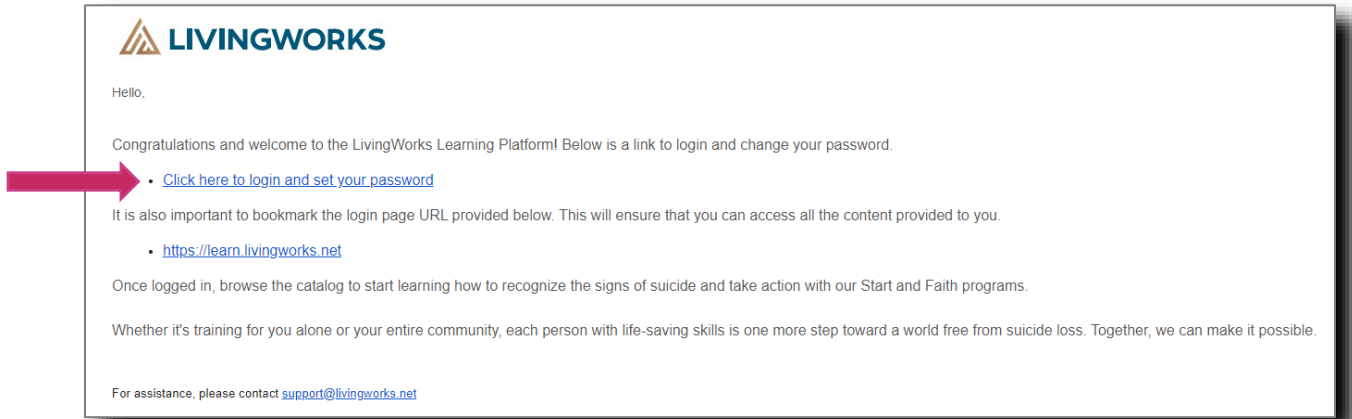 LIVINGWORKS
Hello,
Congratulations and welcome to the LivingWorks Learning Platform! Below is a link to login and change your password.
• Click here to login and set your password
It is also important to bookmark the login page URL provided below. This will ensure that you can access all the content provided to you.
• https://learn.livingworks.net
Once logged in, browse the catalog to start learning how to recognize the signs of suicide and take action with our Start and Faith programs.
Whether it's training for you alone or your entire community, each person with life-saving skills is one more step toward a world free from suicide loss. Together, we can make it possible.
For assistance, please contact support@livingworks.net